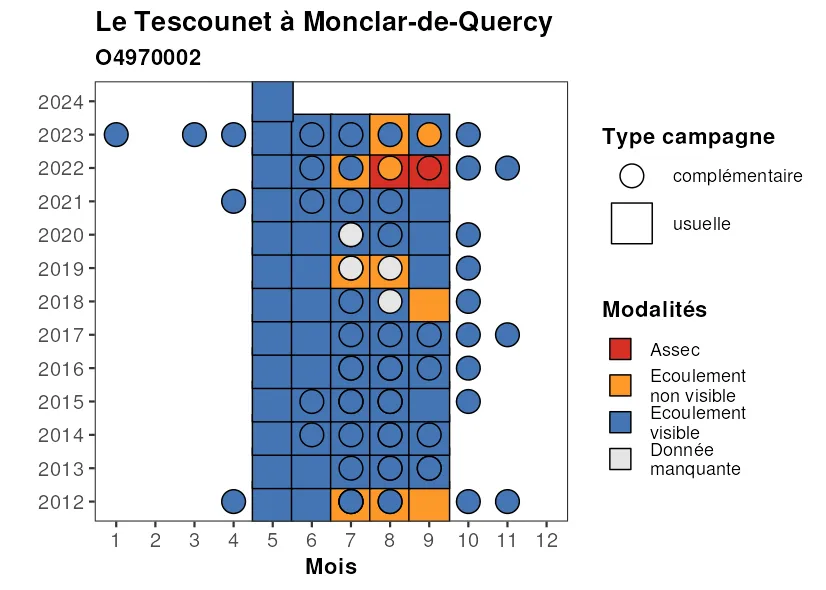 Le Tescounet à Monclar-de-Quercy
O4970002
2024
2023
2022
2021
2020
2019
2018
2017
2016
2015
2014
2013
2012
1 2 3 4 5 6 7 8 9 10 11 12
Mois
Type campagne
complémentaire
usuelle
Modalités
Assec
Ecoulement
non visible
Ecoulement
visible
Donnée
manquante